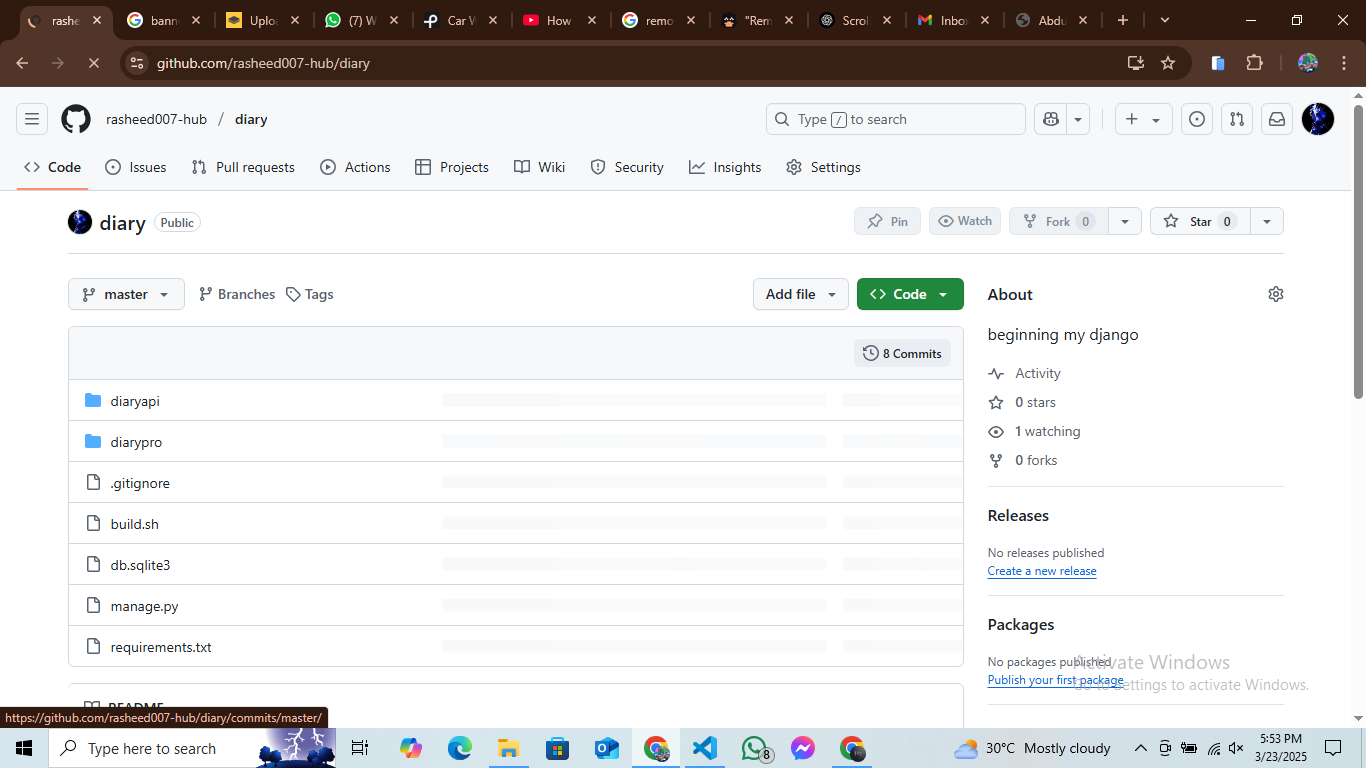 rashe
bann
Uploa
(7) W
Car W
How
remo
"Rem
Scrol
Inbo
Abdu
github.com/rasheed007-hub/diary
rasheed007-hub / diary
Type / to search
Code
Issues
Pull requests
Actions
Projects
Wiki
Security
Insights
Settings
diary Public
Pin
Watch
Fork 0
Star 0
master
Branches
Tags
Add file
Code
8 Commits
diaryapi
diarypro
.gitignore
build.sh
db.sqlite3
manage.py
requirements.txt
README
About
beginning my django
Activity
0 stars
1 watching
0 forks
Releases
No releases published
Create a new release
Packages
No packages published
Publish your first package
Activate Windows
Go to Settings to activate Windows.
https://github.com/rasheed007-hub/diary/commits/master/
Type here to search
8
30°C Mostly cloudy
5:53 PM
3/23/2025